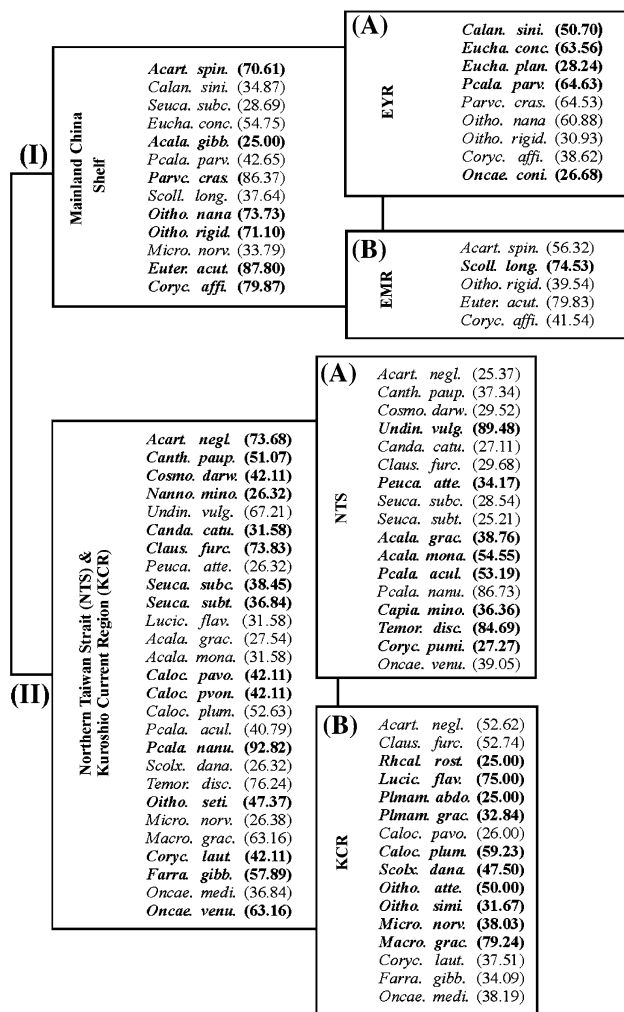 (I)
Mainland China
Shelf
Acart. spin. (70.61)
Calan. sini. (34.87)
Seuca. subc. (28.69)
Eucha. conc. (54.75)
Acala. gibb. (25.00)
Pcala. parv. (42.65)
Parvc. cras. (86.37)
Scoll. long. (37.64)
Oitho. nana (73.73)
Oitho. rigid. (71.10)
Micro. norv. (33.79)
Euter. acut. (87.80)
Coryc. affi. (79.87)
(A)
EYR
Calan. sini. (50.70)
Eucha. conc. (63.56)
Eucha. plan. (28.24)
Pcala. parv. (64.63)
Parvc. cras. (64.53)
Oitho. nana (60.88)
Oitho. rigid. (30.93)
Coryc. affi. (38.62)
Oncae. coni. (26.68)
(B)
EMR
Acart. spin. (56.32)
Scoll. long. (74.53)
Oitho. rigid. (39.54)
Euter. acut. (79.83)
Coryc. affi. (41.54)
(II)
Northern Taiwan Strait (NTS) &
Kuroshio Current Region (KCR)
Acart. negl. (73.68)
Canth. paup. (51.07)
Cosmo. darw. (42.11)
Nanno. mino. (26.32)
Undin. vulg. (67.21)
Canda. catu. (31.58)
Claus. furc. (73.83)
Peuca. atte. (26.32)
Seuca. subc. (38.45)
Seuca. subt. (36.84)
Lucic. flav. (31.58)
Acala. grac. (27.54)
Acala. mona. (31.58)
Caloc. pavo. (42.11)
Caloc. pvon. (42.11)
Caloc. plum. (52.63)
Pcala. acul. (40.79)
Pcala. nanu. (92.82)
Scolx. dana. (26.32)
Temor. disc. (76.24)
Oitho. seti. (47.37)
Micro. norv. (26.38)
Macro. grac. (63.16)
Coryc. laut. (42.11)
Farra. gibb. (57.89)
Oncae. medi. (36.84)
Oncae. venu. (63.16)
(A)
NTS
Acart. negl. (25.37)
Canth. paup. (37.34)
Cosmo. darw. (29.52)
Undin. vulg. (89.48)
Canda. catu. (27.11)
Claus. furc. (29.68)
Peuca. atte. (34.17)
Seuca. subc. (28.54)
Seuca. subt. (25.21)
Acala. grac. (38.76)
Acala. mona. (54.55)
Pcala. acul. (53.19)
Pcala. nanu. (86.73)
Capia. mino. (36.36)
Temor. disc. (84.69)
Coryc. pumi. (27.27)
Oncae. venu. (39.05)
(B)
KCR
Acart. negl. (52.62)
Claus. furc. (52.74)
Rhcal. rost. (25.00)
Lucic. flav. (75.00)
Plmam. abdo. (25.00)
Plmam. grac. (32.84)
Caloc. pavo. (26.00)
Caloc. plum. (59.23)
Scolx. dana. (47.50)
Oitho. atte. (50.00)
Oitho. simi. (31.67)
Micro. norv. (38.03)
Macro. grac. (79.24)
Coryc. laut. (37.51)
Farra. gibb. (34.09)
Oncae. medi. (38.19)